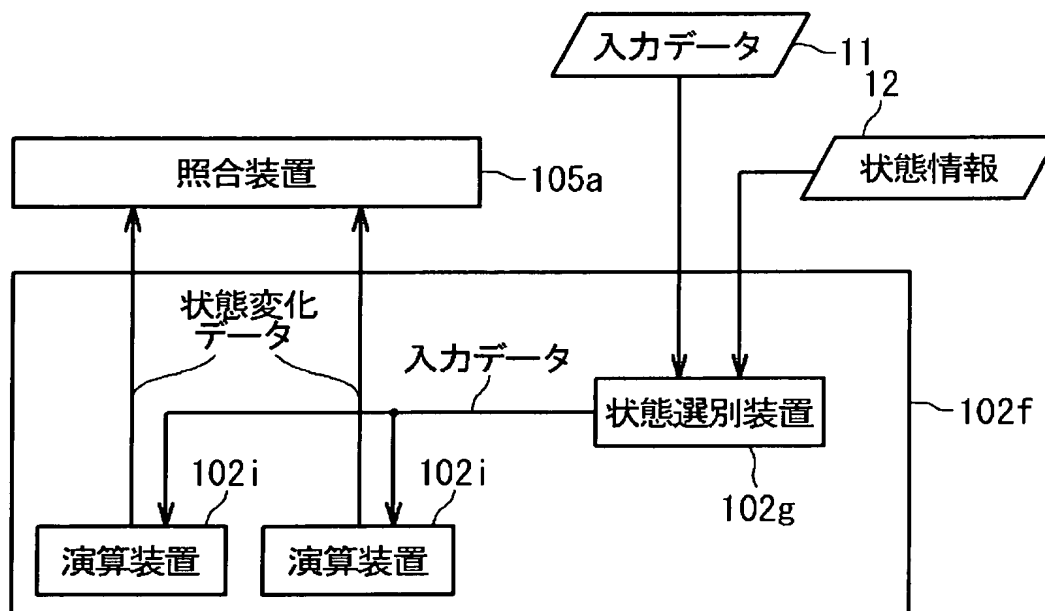 入力データ
11
12
状態情報
照合装置
105a
状態変化
データ
入力データ
状態選別装置
102f
102g
102i
102i
演算装置
演算装置